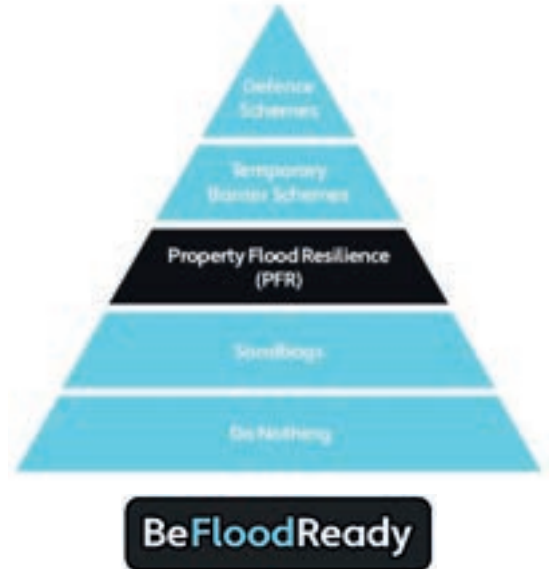 Defence
Schemes
Temporary
Barrier Schemes
Property Flood Resilience
(PFR)
Sandbags
Do Nothing
BeFloodReady